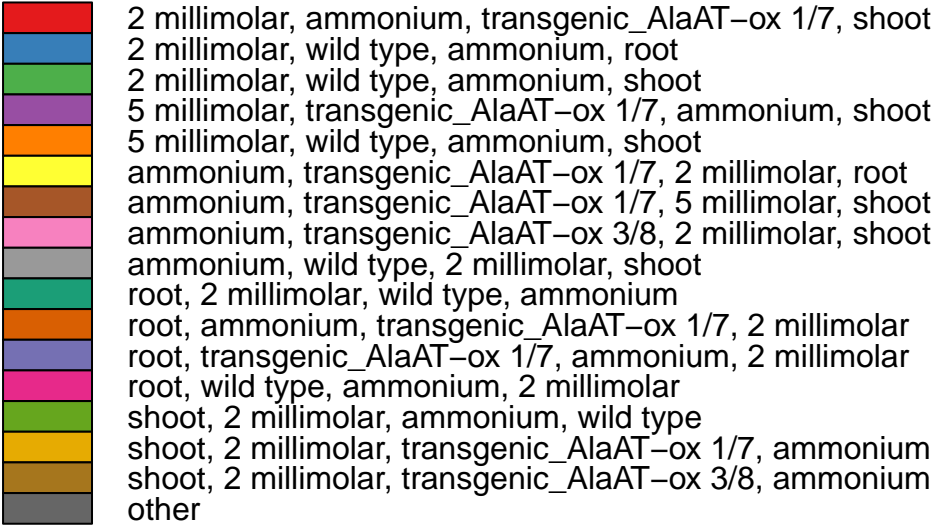 2 millimolar, ammonium, transgenic_AlaAT−ox 1/7, shoot
2 millimolar, wild type, ammonium, root
2 millimolar, wild type, ammonium, shoot
5 millimolar, transgenic_AlaAT−ox 1/7, ammonium, shoot
5 millimolar, wild type, ammonium, shoot
ammonium, transgenic_AlaAT−ox 1/7, 2 millimolar, root
ammonium, transgenic_AlaAT−ox 1/7, 5 millimolar, shoot
ammonium, transgenic_AlaAT−ox 3/8, 2 millimolar, shoot
ammonium, wild type, 2 millimolar, shoot
root, 2 millimolar, wild type, ammonium
root, ammonium, transgenic_AlaAT−ox 1/7, 2 millimolar
root, transgenic_AlaAT−ox 1/7, ammonium, 2 millimolar
root, wild type, ammonium, 2 millimolar
shoot, 2 millimolar, ammonium, wild type
shoot, 2 millimolar, transgenic_AlaAT−ox 1/7, ammonium
shoot, 2 millimolar, transgenic_AlaAT−ox 3/8, ammonium
other